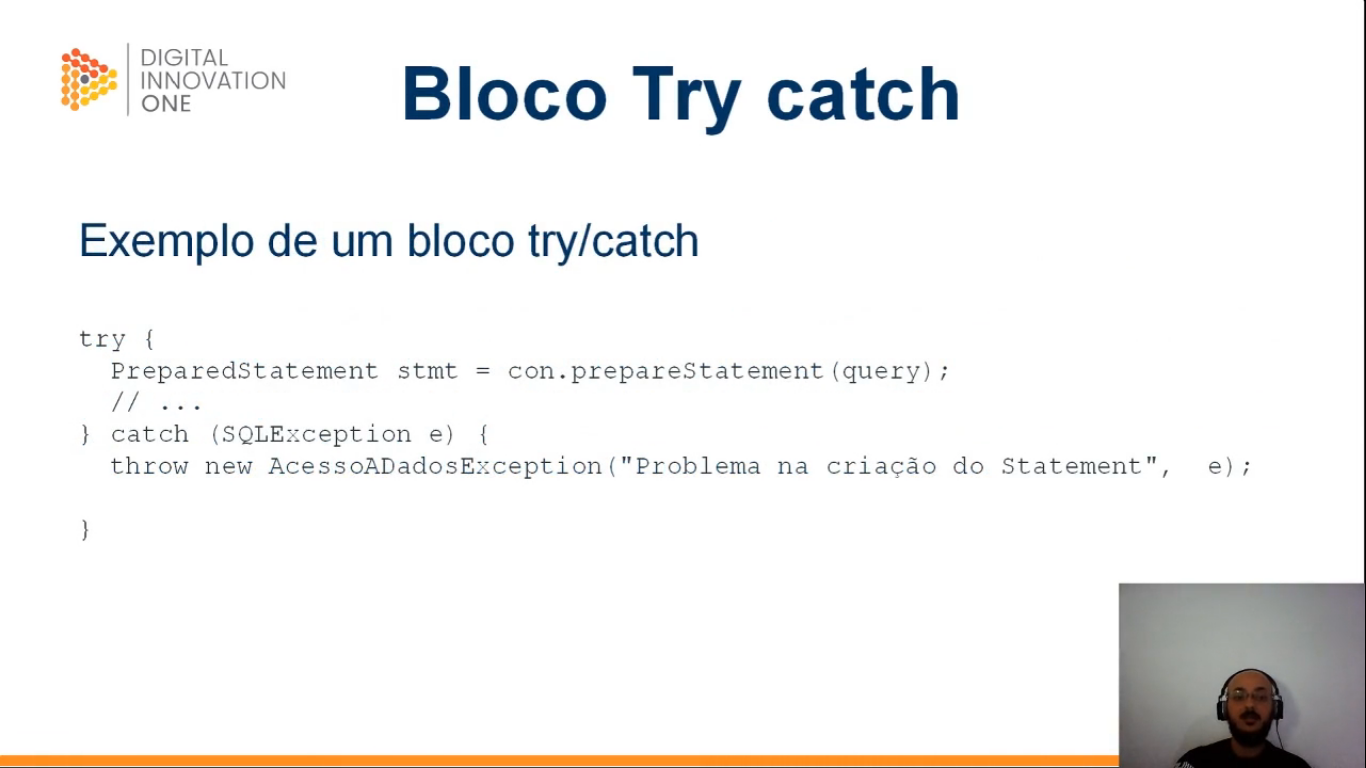 DIGITAL
INNOVATION
ONE
Bloco Try catch
Exemplo de um bloco try/catch
try {
  PreparedStatement stmt = con.prepareStatement(query);
  // ...
} catch (SQLException e) {
  throw new AcessoADadosException("Problema na criação do Statement",  e);
}